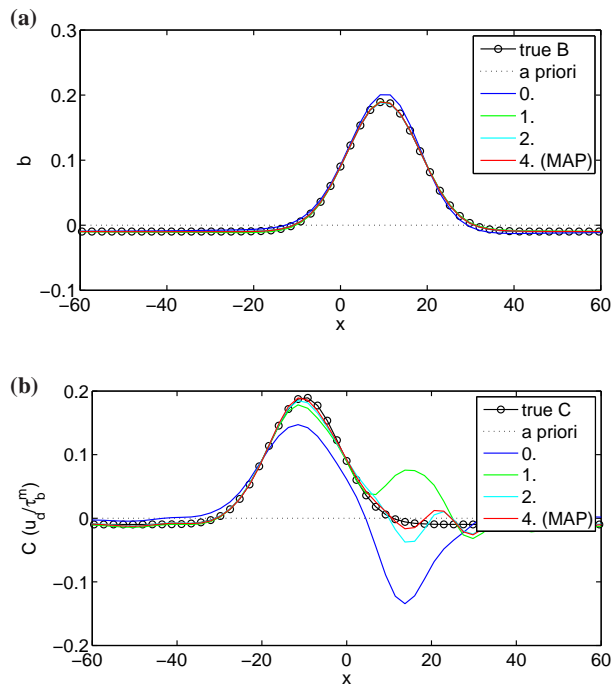 (a)
0.3
0.2
0.1
0
−0.1
b
−60
−40
−20
0
20
40
60
x
true B
a priori
0.
1.
2.
4. (MAP)
(b)
0.2
0.1
0
−0.1
−0.2
C (u_d/τ_b^m)
−60
−40
−20
0
20
40
60
x
true C
a priori
0.
1.
2.
4. (MAP)